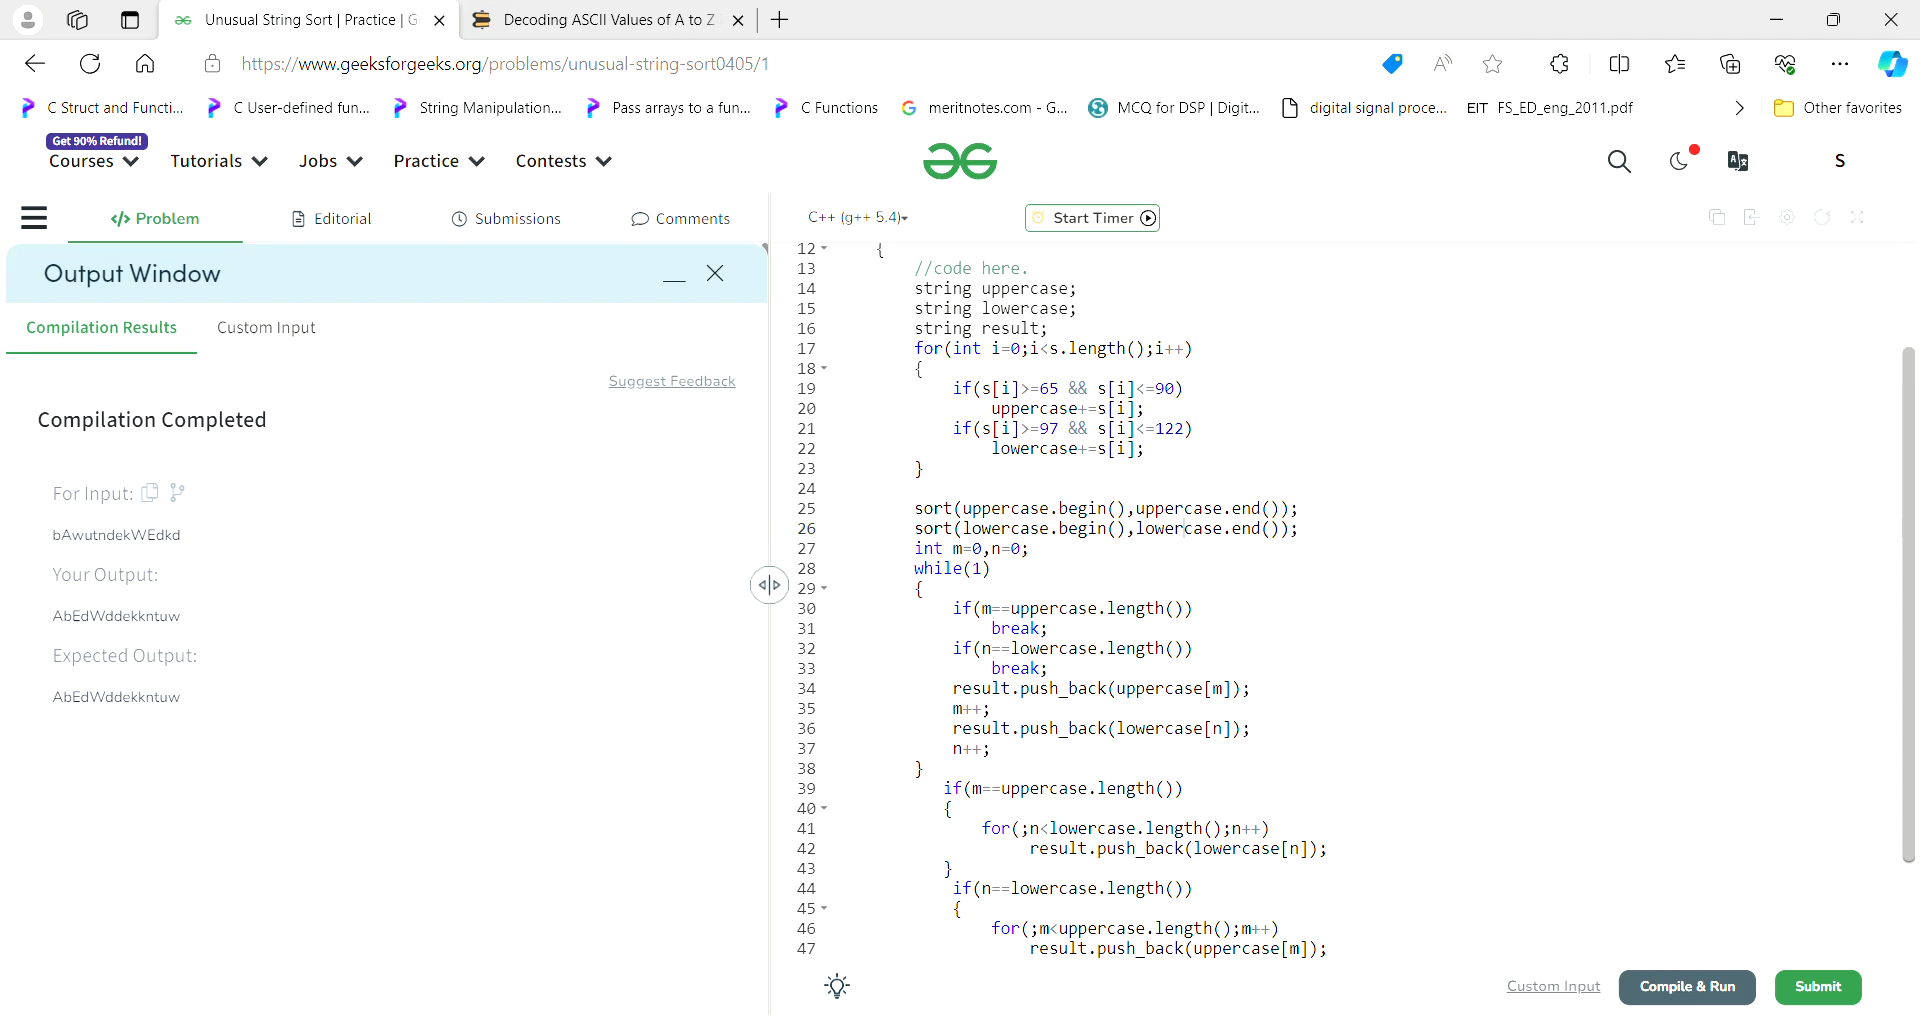 Unusual String Sort | Practice | G
Decoding ASCII Values of A to Z
https://www.geeksforgeeks.org/problems/unusual-string-sort0405/1
C Struct and Functi...
C User-defined fun...
String Manipulation...
Pass arrays to a fun...
C Functions
meritnotes.com - G...
MCQ for DSP | Digit...
digital signal proce...
EIT FS_ED_eng_2011.pdf
Other favorites
Get 90% Refund!
Courses
Tutorials
Jobs
Practice
Contests
S
</> Problem
Editorial
Submissions
Comments
C++ (g++ 5.4)
Start Timer
Output Window
Compilation Results
Custom Input
Suggest Feedback
Compilation Completed
For Input:
bAwutndekWEdkd
Your Output:
AbEdWddekkntuw
Expected Output:
AbEdWddekkntuw
12 {
13 //code here.
14 string uppercase;
15 string lowercase;
16 string result;
17 for(int i=0;i<s.length();i++)
18 {
19 if(s[i]>=65 && s[i]<=90)
20 uppercase+=s[i];
21 if(s[i]>=97 && s[i]<=122)
22 lowercase+=s[i];
23 }
24
25 sort(uppercase.begin(),uppercase.end());
26 sort(lowercase.begin(),lowercase.end());
27 int m=0,n=0;
28 while(1)
29 {
30 if(m==uppercase.length())
31 break;
32 if(n==lowercase.length())
33 break;
34 result.push_back(uppercase[m]);
35 m++;
36 result.push_back(lowercase[n]);
37 n++;
38 }
39 if(m==uppercase.length())
40 {
41 for(;n<lowercase.length();n++)
42 result.push_back(lowercase[n]);
43 }
44 if(n==lowercase.length())
45 {
46 for(;m<uppercase.length();m++)
47 result.push_back(uppercase[m]);
Custom Input
Compile & Run
Submit